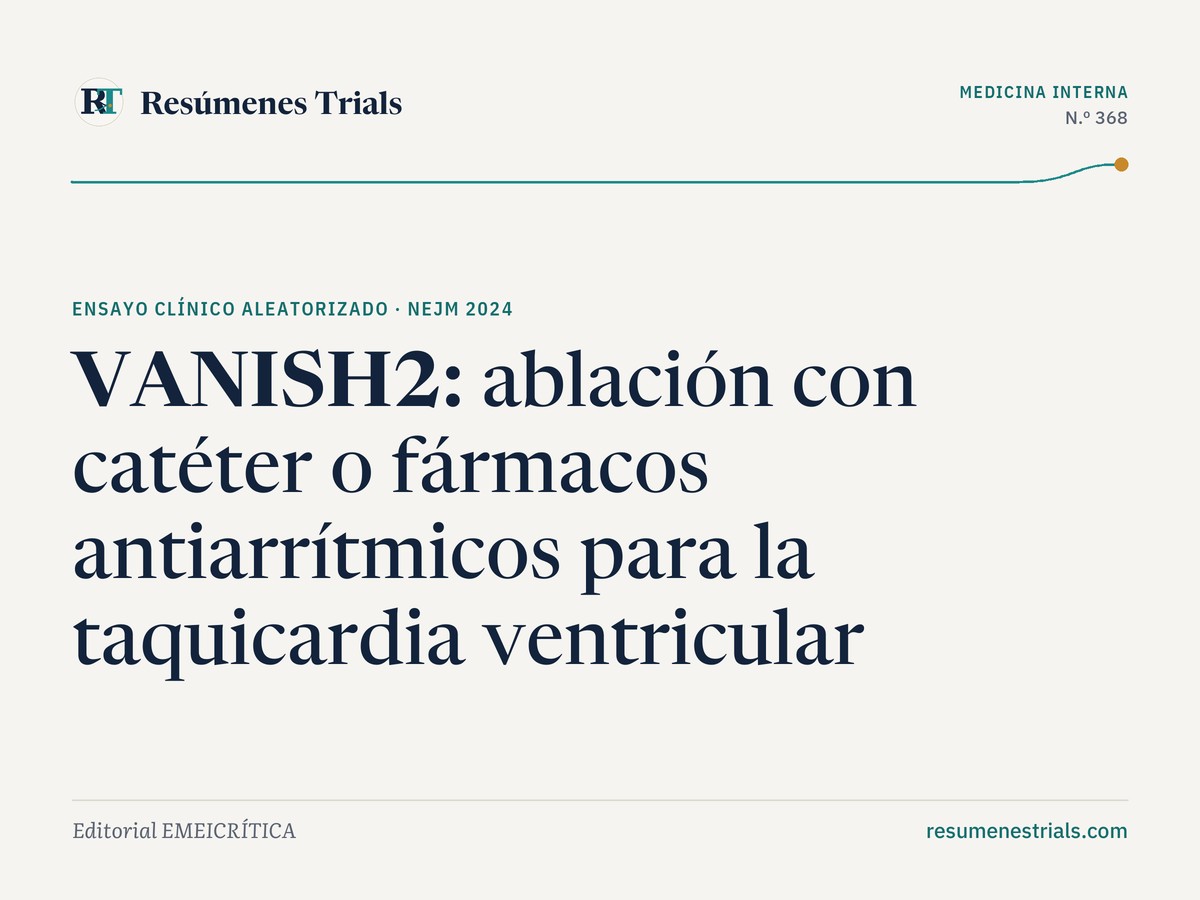 RT Resúmenes Trials
MEDICINA INTERNA
N.º 368
ENSAYO CLÍNICO ALEATORIZADO · NEJM 2024
VANISH2: ablación con
catéter o fármacos
antiarrítmicos para la
taquicardia ventricular
Editorial EMEICRÍTICA
resumenestrials.com